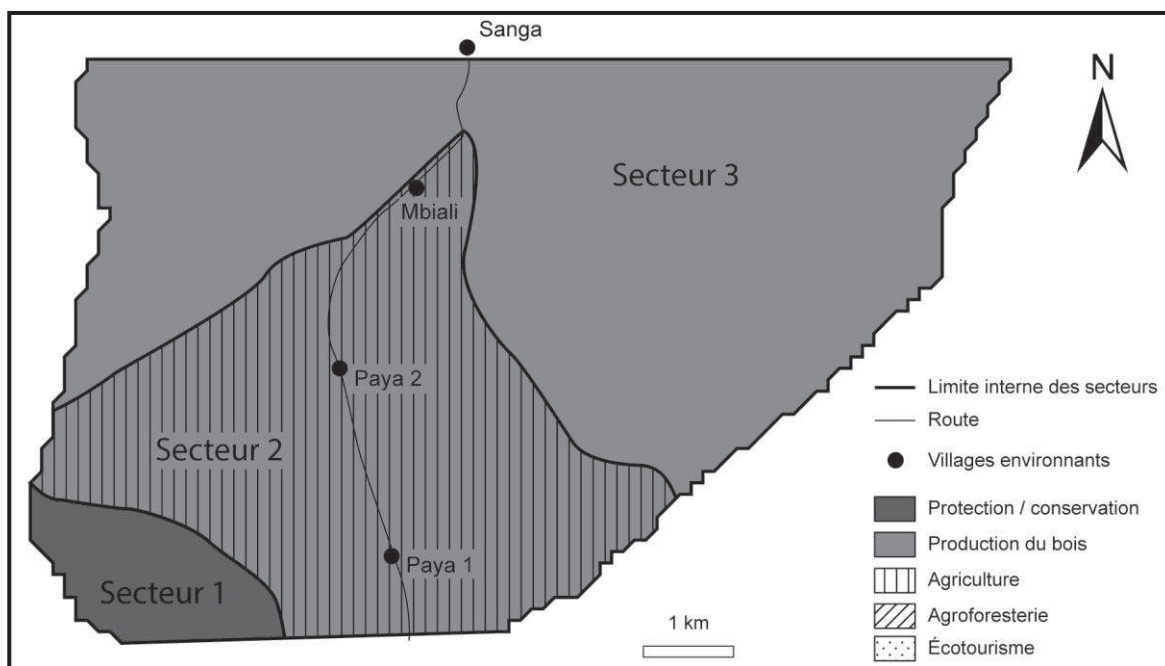 Sanga
N
Secteur 3
Mbiali
Paya 2
Secteur 2
Paya 1
Secteur 1
1 km
Limite interne des secteurs
Route
Villages environnants
Protection / conservation
Production du bois
Agriculture
Agroforesterie
Écotourisme